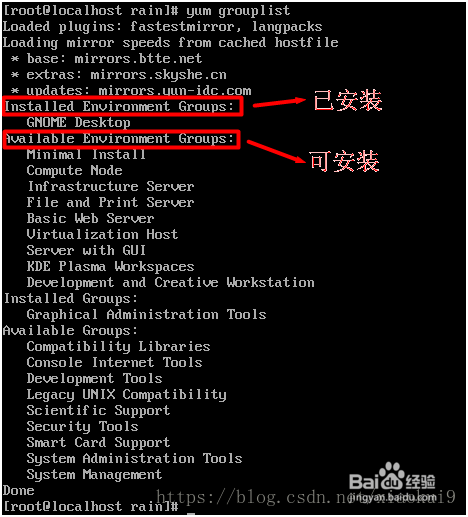 [root@localhost rain]# yum grouplist
Loaded plugins: fastestmirror, langpacks
Loading mirror speeds from cached hostfile
* base: mirrors.btte.net
* extras: mirrors.skyshe.cn
* updates: mirrors.yun-idc.com
Installed Environment Groups:
已安装
GNOME Desktop
Available Environment Groups:
可安装
Minimal Install
Compute Node
Infrastructure Server
File and Print Server
Basic Web Server
Virtualization Host
Server with GUI
KDE Plasma Workspaces
Development and Creative Workstation
Installed Groups:
Graphical Administration Tools
Available Groups:
Compatibility Libraries
Console Internet Tools
Development Tools
Legacy UNIX Compatibility
Scientific Support
Security Tools
Smart Card Support
System Administration Tools
System Management
Done
[root@localhost rain]#
Baidu经验
jingyan.baidu.com
https://blog.csdn.net/